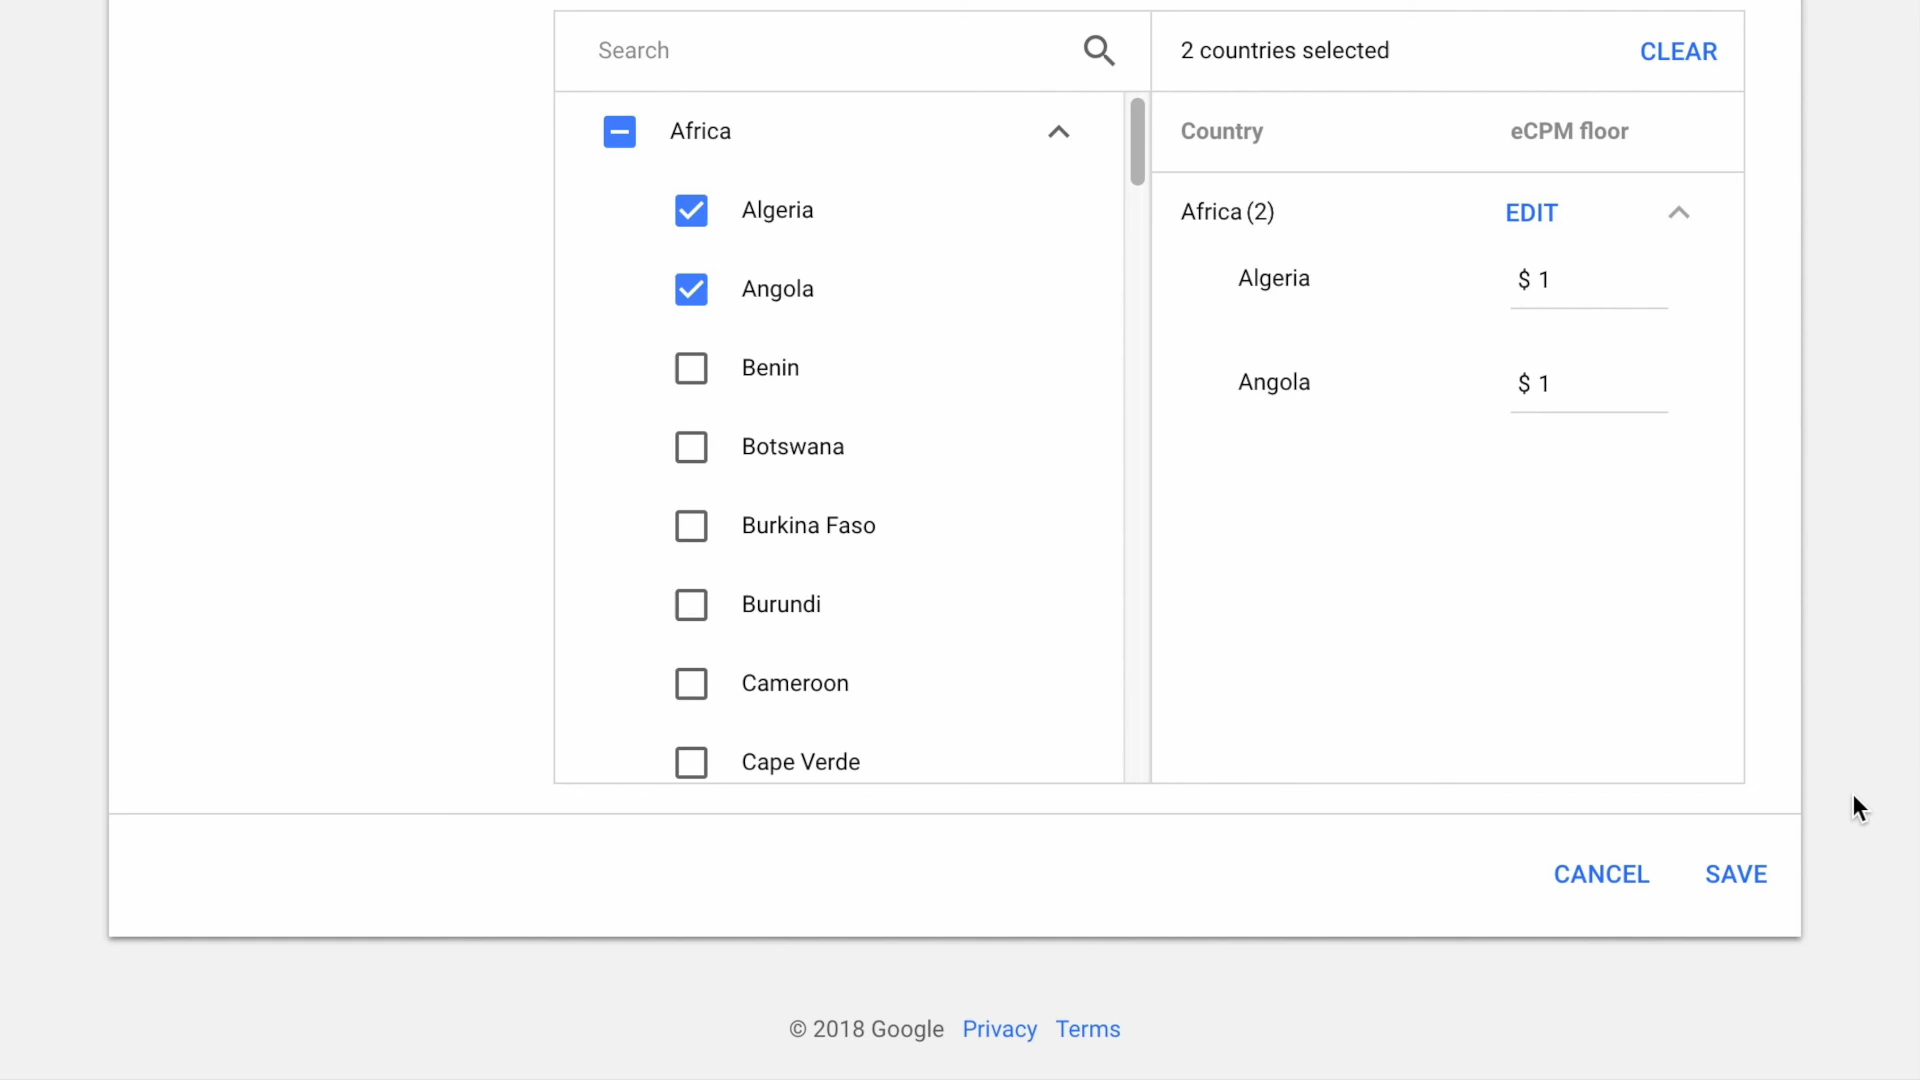 Search
2 countries selected
CLEAR
Africa
Country
eCPM floor
Algeria
Africa (2)
EDIT
Angola
Algeria
$ 1
Benin
Angola
$ 1
Botswana
Burkina Faso
Burundi
Cameroon
Cape Verde
CANCEL
SAVE
© 2018 Google Privacy Terms